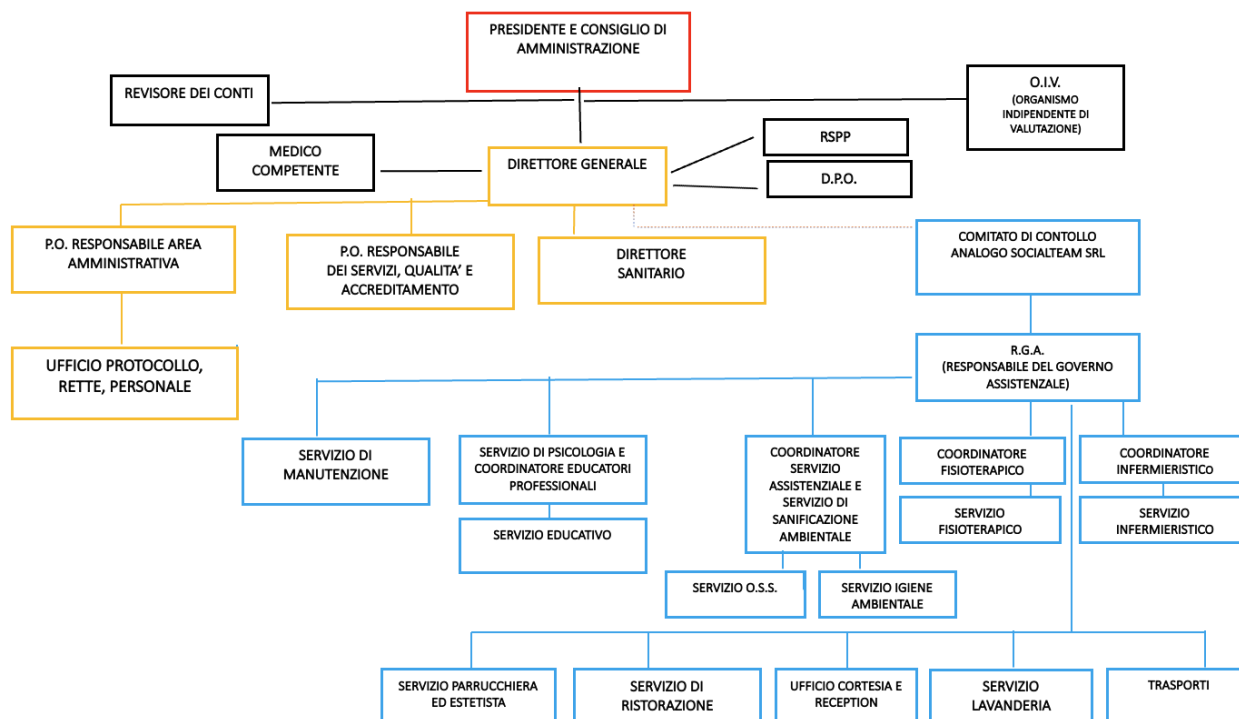 PRESIDENTE E CONSIGLIO DI
AMMINISTRAZIONE
REVISORE DEI CONTI
O.I.V.
(ORGANISMO
INDIPENDENTE DI
VALUTAZIONE)
MEDICO
COMPETENTE
DIRETTORE GENERALE
RSPP
D.P.O.
P.O. RESPONSABILE AREA
AMMINISTRATIVA
P.O. RESPONSABILE
DEI SERVIZI, QUALITA' E
ACCREDITAMENTO
DIRETTORE
SANITARIO
COMITATO DI CONTOLLO
ANALOGO SOCIALTEAM SRL
UFFICIO PROTOCOLLO,
RETTE, PERSONALE
R.G.A.
(RESPONSABILE DEL GOVERNO
ASSISTENZALE)
SERVIZIO DI
MANUTENZIONE
SERVIZIO DI PSICOLOGIA E
COORDINATORE EDUCATORI
PROFESSIONALI
COORDINATORE
SERVIZIO
ASSISTENZIALE E
SERVIZIO DI
SANIFICAZIONE
AMBIENTALE
COORDINATORE
FISIOTERAPICO
COORDINATORE
INFERMIERISTICO
SERVIZIO
FISIOTERAPICO
SERVIZIO
INFERMIERISTICO
SERVIZIO EDUCATIVO
SERVIZIO O.S.S.
SERVIZIO IGIENE
AMBIENTALE
SERVIZIO PARRUCCHIERA
ED ESTETISTA
SERVIZIO DI
RISTORAZIONE
UFFICIO CORTESIA E
RECEPTION
SERVIZIO
LAVANDERIA
TRASPORTI